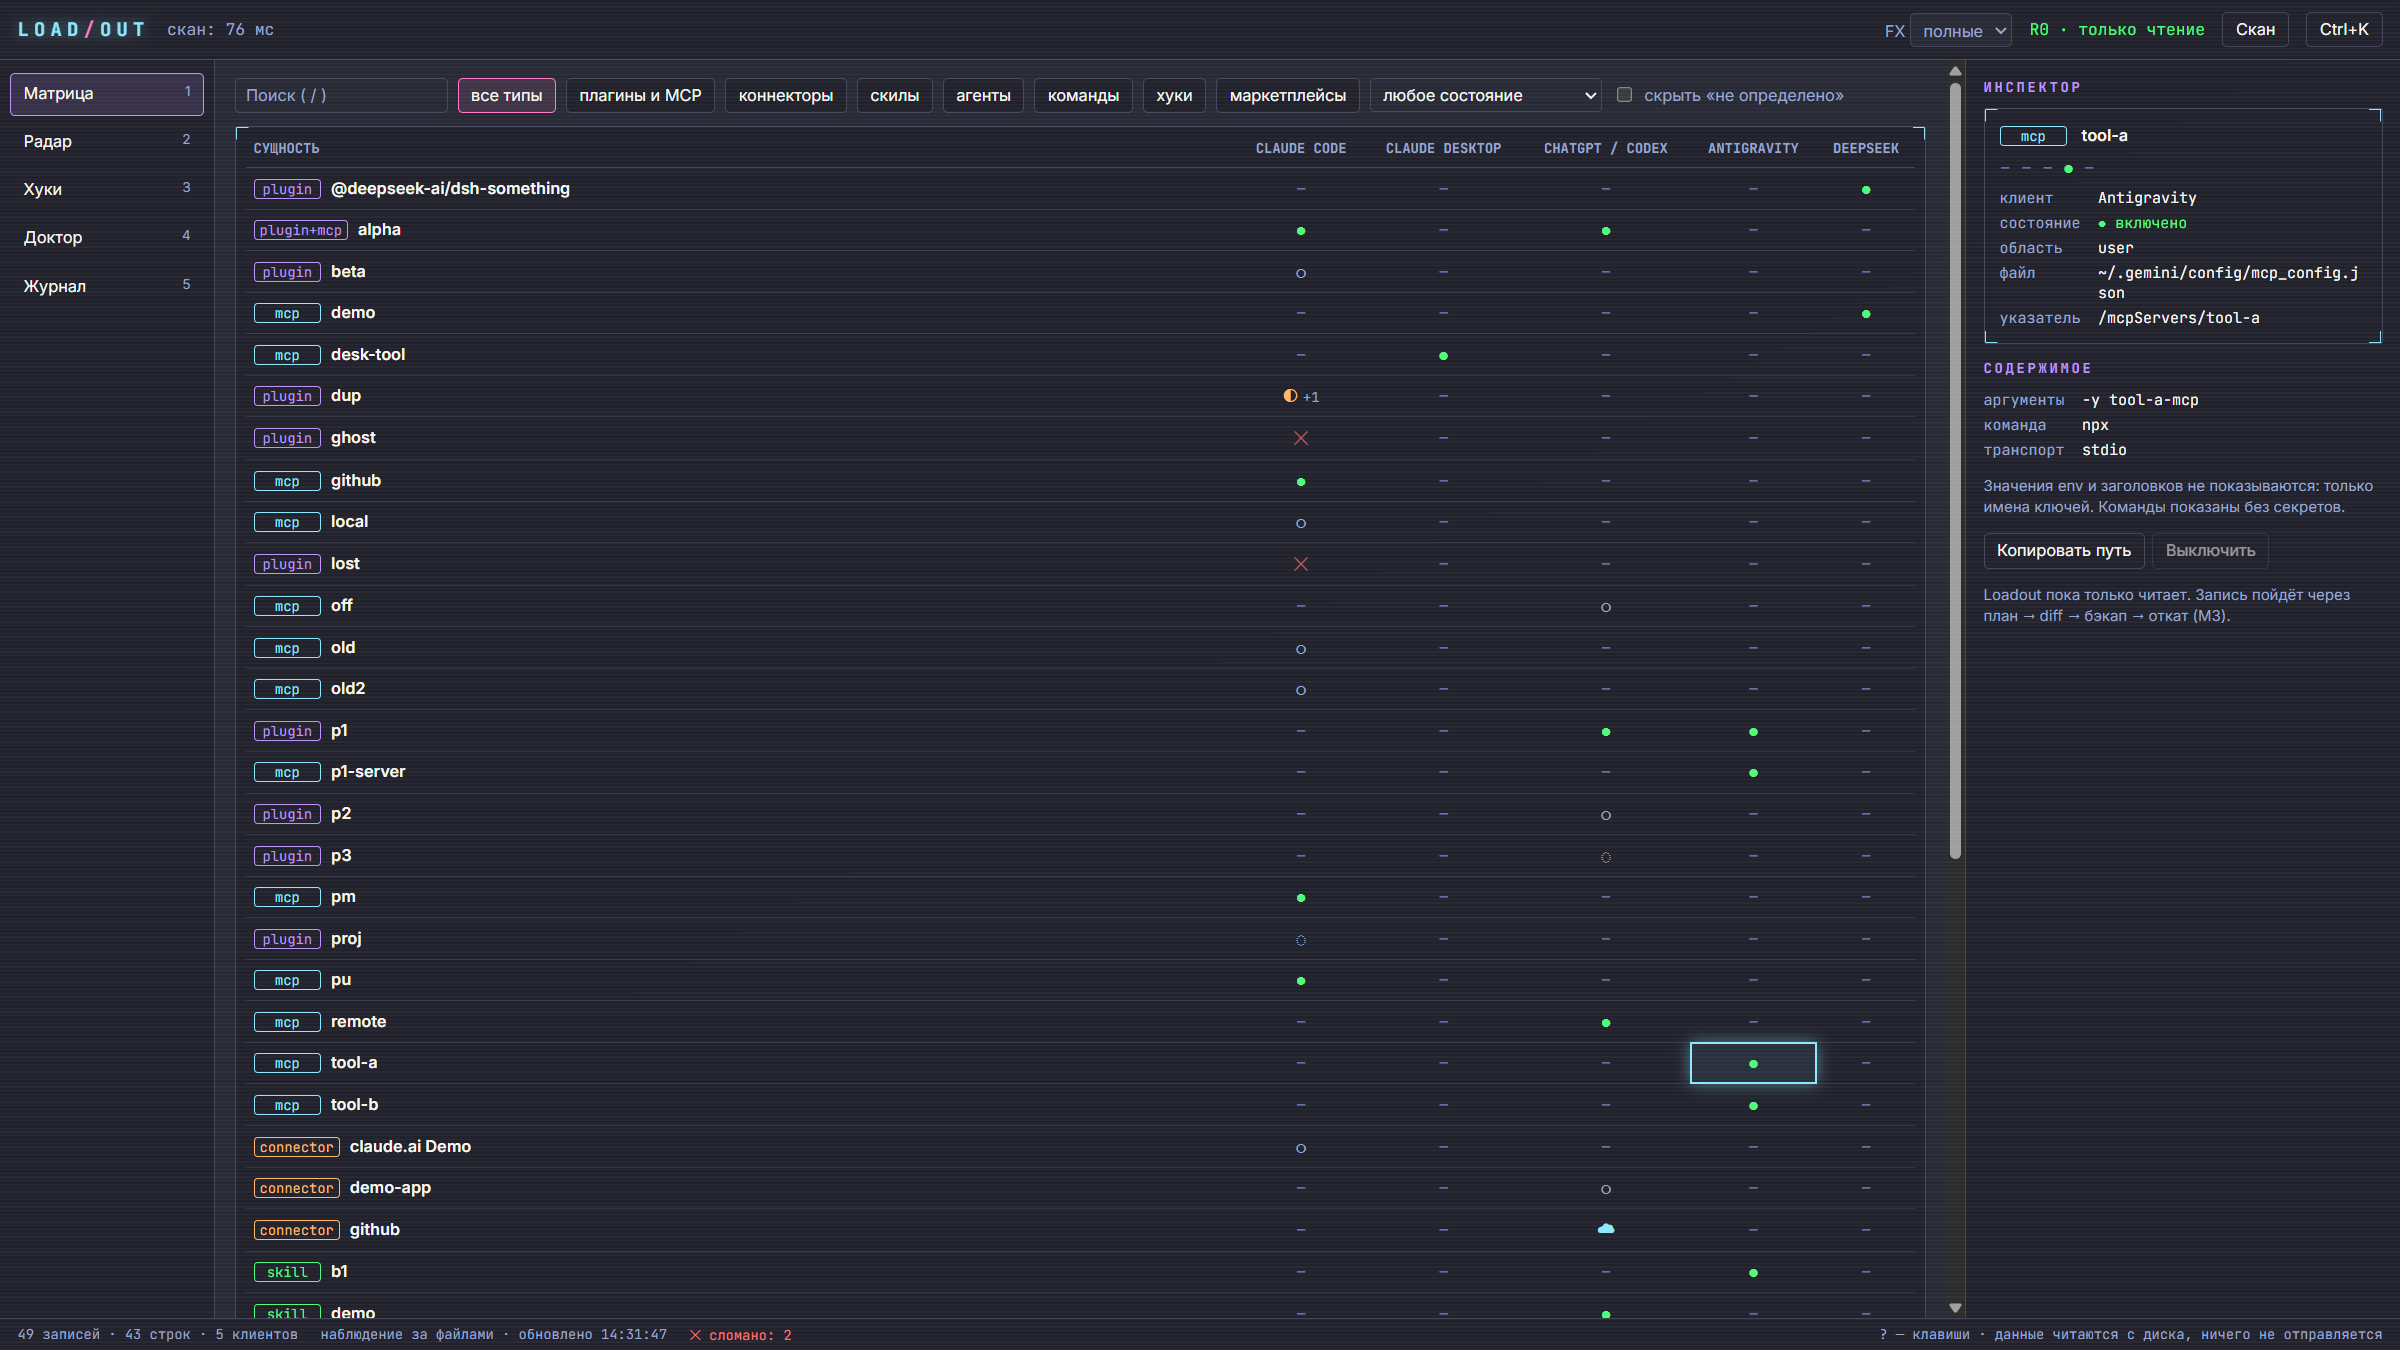 LOAD/OUT скан: 76 мс FX полные R0 · только чтение Скан Ctrl+K
Матрица 1
Радар 2
Хуки 3
Доктор 4
Журнал 5
Поиск ( / ) все типы плагины и MCP коннекторы скилы агенты команды хуки маркетплейсы любое состояние скрыть «не определено»
СУЩНОСТЬ CLAUDE CODE CLAUDE DESKTOP CHATGPT / CODEX ANTIGRAVITY DEEPSEEK
plugin @deepseek-ai/dsh-something – – – – ●
plugin+mcp alpha ● – ● – –
plugin beta ○ – – – –
mcp demo – – – – ●
mcp desk-tool – ● – – –
plugin dup ◐ +1 – – – –
plugin ghost ✕ – – – –
mcp github ● – – – –
mcp local ○ – – – –
plugin lost ✕ – – – –
mcp off – – ○ – –
mcp old ○ – – – –
mcp old2 ○ – – – –
plugin p1 – – ● ● –
mcp p1-server – – – ● –
plugin p2 – – ○ – –
plugin p3 – – ◌ – –
mcp pm ● – – – –
plugin proj ◌ – – – –
mcp pu ● – – – –
mcp remote – – ● – –
mcp tool-a – – – ● –
mcp tool-b – – – ● –
connector claude.ai Demo ○ – – – –
connector demo-app – – ○ – –
connector github – – ☁ – –
skill b1 – – – ● –
skill demo – – ● – –
ИНСПЕКТОР
mcp tool-a
– – – ● –
клиент Antigravity
состояние ● включено
область user
файл ~/.gemini/config/mcp_config.j
son
указатель /mcpServers/tool-a
СОДЕРЖИМОЕ
аргументы -y tool-a-mcp
команда npx
транспорт stdio
Значения env и заголовков не показываются: только
имена ключей. Команды показаны без секретов.
Копировать путь Выключить
Loadout пока только читает. Запись пойдёт через
план → diff → бэкап → откат (M3).
49 записей · 43 строк · 5 клиентов наблюдение за файлами · обновлено 14:31:47 ✕ сломано: 2 ? — клавиши · данные читаются с диска, ничего не отправляется